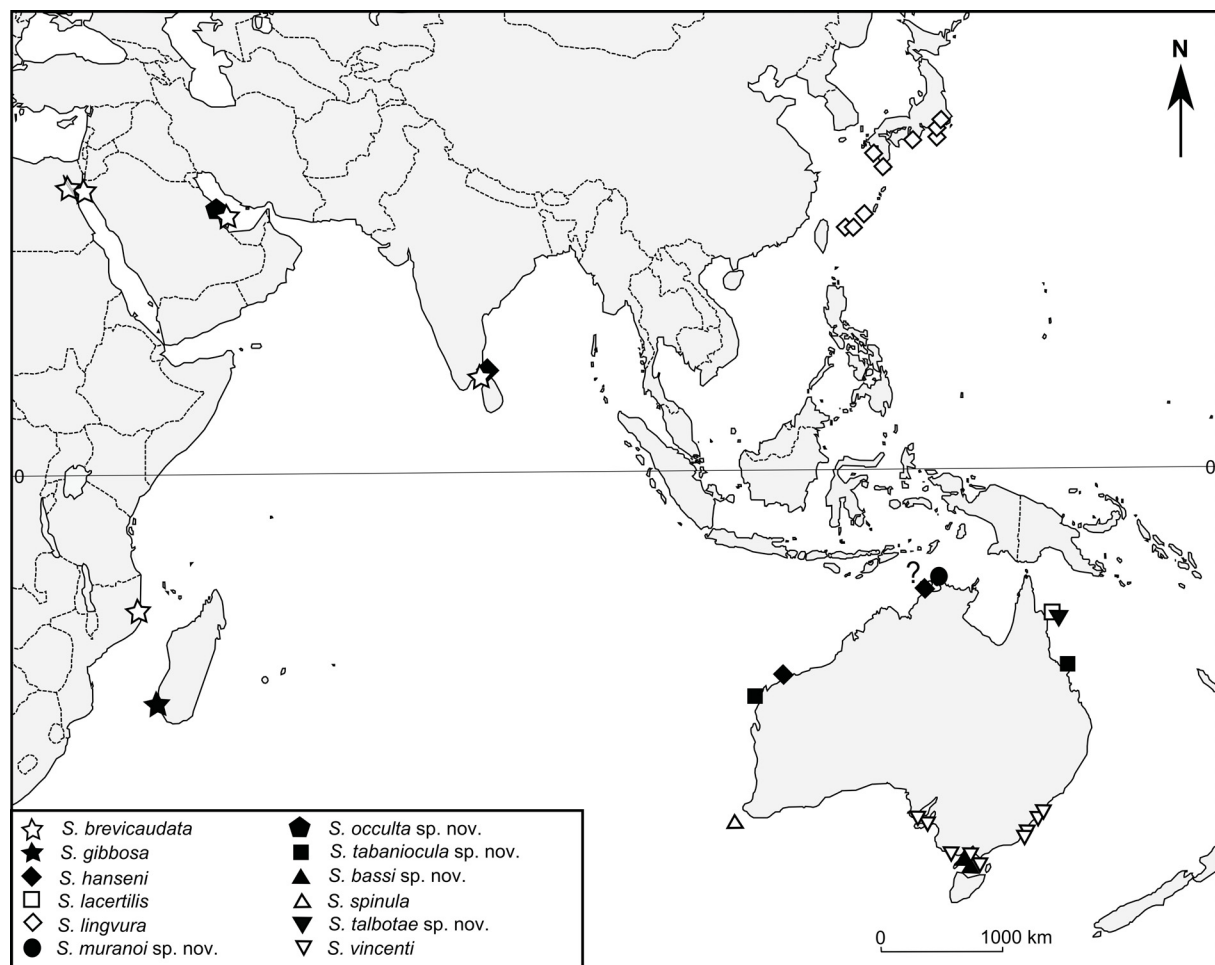 N
0
0
?
S. brevicaudata
S. gibbosa
S. hanseni
S. lacertilis
S. lingvura
S. muranoi sp. nov.
S. occulta sp. nov.
S. tabaniocula sp. nov.
S. bassi sp. nov.
S. spinula
S. talbotae sp. nov.
S. vincenti
0 1000 km